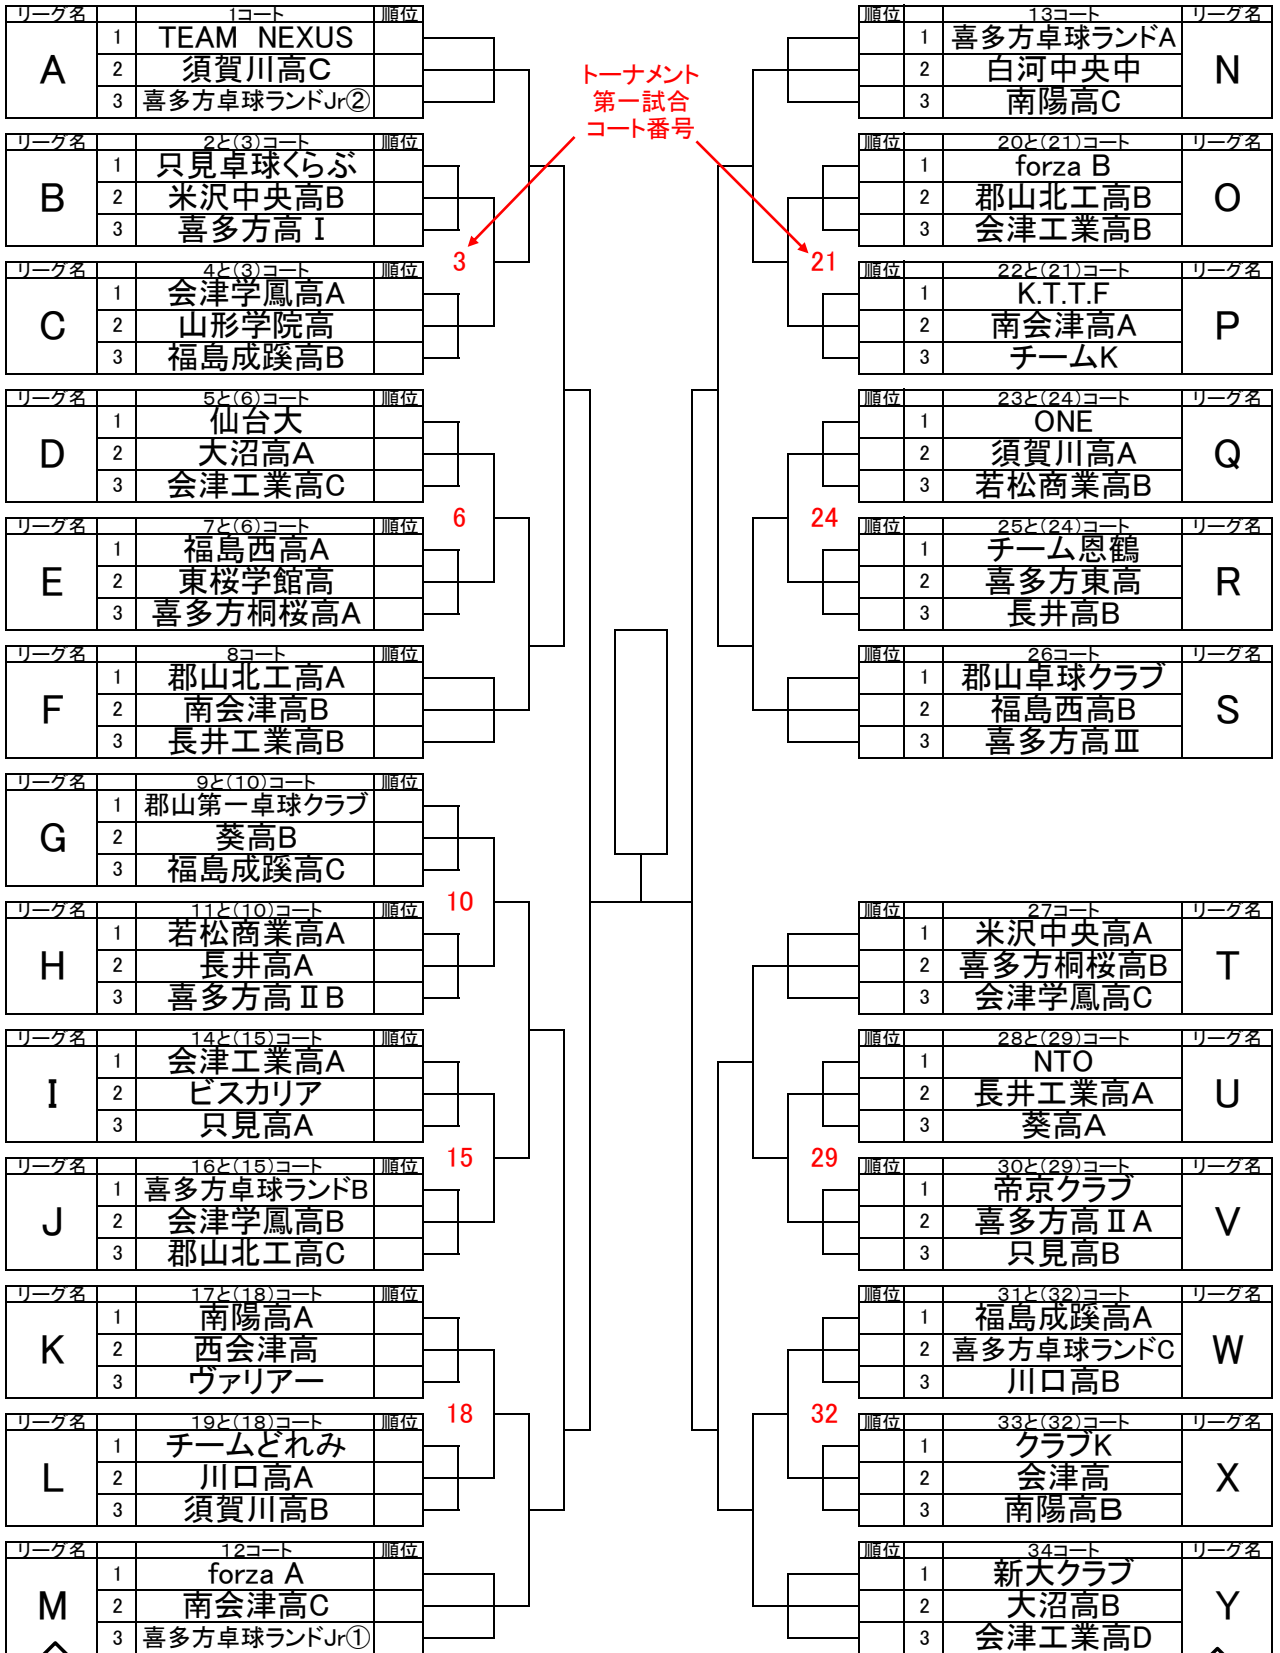 リーグ名 1コート 順位
A
1 TEAM NEXUS
2 須賀川高C
3 喜多方卓球ランドJr②
リーグ名 2と(3)コート 順位
B
1 只見卓球くらぶ
2 米沢中央高B
3 喜多方高Ⅰ
3
リーグ名 4と(3)コート 順位
C
1 会津学鳳高A
2 山形学院高
3 福島成蹊高B
リーグ名 5と(6)コート 順位
D
1 仙台大
2 大沼高A
3 会津工業高C
6
リーグ名 7と(6)コート 順位
E
1 福島西高A
2 東桜学館高
3 喜多方桐桜高A
リーグ名 8コート 順位
F
1 郡山北工高A
2 南会津高B
3 長井工業高B
リーグ名 9と(10)コート 順位
G
1 郡山第一卓球クラブ
2 葵高B
3 福島成蹊高C
10
リーグ名 11と(10)コート 順位
H
1 若松商業高A
2 長井高A
3 喜多方高ⅡB
リーグ名 14と(15)コート 順位
I
1 会津工業高A
2 ビスカリア
3 只見高A
15
リーグ名 16と(15)コート 順位
J
1 喜多方卓球ランドB
2 会津学鳳高B
3 郡山北工高C
リーグ名 17と(18)コート 順位
K
1 南陽高A
2 西会津高
3 ヴァリアー
18
リーグ名 19と(18)コート 順位
L
1 チームどれみ
2 川口高A
3 須賀川高B
リーグ名 12コート 順位
M
1 forza A
2 南会津高C
3 喜多方卓球ランドJr①
トーナメント
第一試合
コート番号
順位 13コート リーグ名
N
1 喜多方卓球ランドA
2 白河中央中
3 南陽高C
順位 20と(21)コート リーグ名
O
1 forza B
2 郡山北工高B
3 会津工業高B
21
順位 22と(21)コート リーグ名
P
1 K.T.T.F
2 南会津高A
3 チームK
順位 23と(24)コート リーグ名
Q
1 ONE
2 須賀川高A
3 若松商業高B
24
順位 25と(24)コート リーグ名
R
1 チーム恩鶴
2 喜多方東高
3 長井高B
順位 26コート リーグ名
S
1 郡山卓球クラブ
2 福島西高B
3 喜多方高Ⅲ
順位 27コート リーグ名
T
1 米沢中央高A
2 喜多方桐桜高B
3 会津学鳳高C
順位 28と(29)コート リーグ名
U
1 NTO
2 長井工業高A
3 葵高A
29
順位 30と(29)コート リーグ名
V
1 帝京クラブ
2 喜多方高ⅡA
3 只見高B
順位 31と(32)コート リーグ名
W
1 福島成蹊高A
2 喜多方卓球ランドC
3 川口高B
32
順位 33と(32)コート リーグ名
X
1 クラブK
2 会津高
3 南陽高B
順位 34コート リーグ名
Y
1 新大クラブ
2 大沼高B
3 会津工業高D